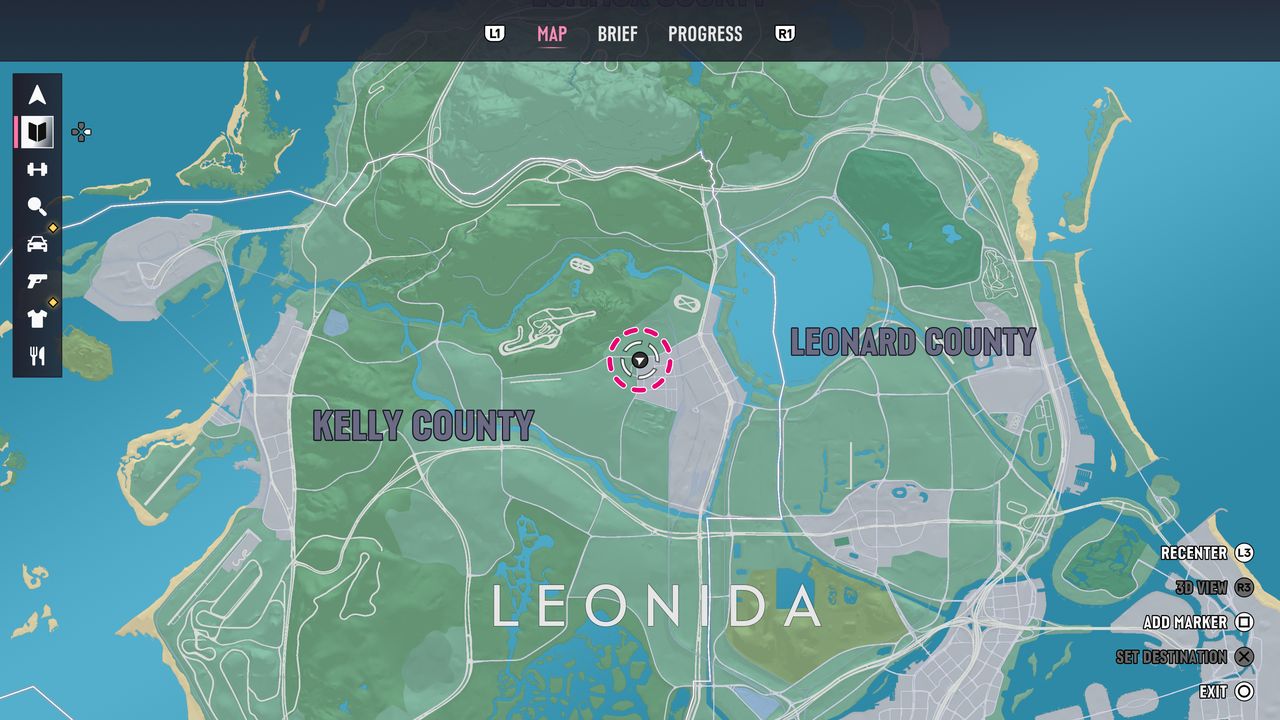 L1 MAP BRIEF PROGRESS R1
LEONARD COUNTY
KELLY COUNTY
LEONIDA
RECENTER L3
3D VIEW R3
ADD MARKER
SET DESTINATION
EXIT